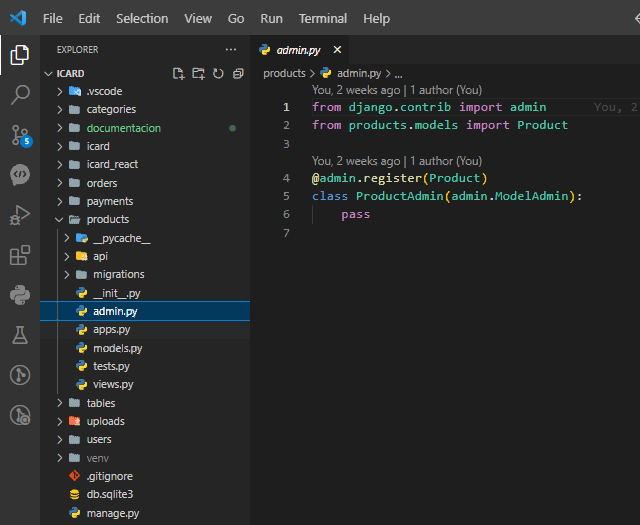 File Edit Selection View Go Run Terminal Help
EXPLORER
ICARD
.vscode
categories
documentacion
icard
icard_react
orders
payments
products
__pycache__
api
migrations
__init__.py
admin.py
apps.py
models.py
tests.py
views.py
tables
uploads
users
venv
.gitignore
db.sqlite3
manage.py
5
admin.py
products > admin.py > ...
You, 2 weeks ago | 1 author (You)
1 from django.contrib import admin You, 2
2 from products.models import Product
3
You, 2 weeks ago | 1 author (You)
4 @admin.register(Product)
5 class ProductAdmin(admin.ModelAdmin):
6 pass
7